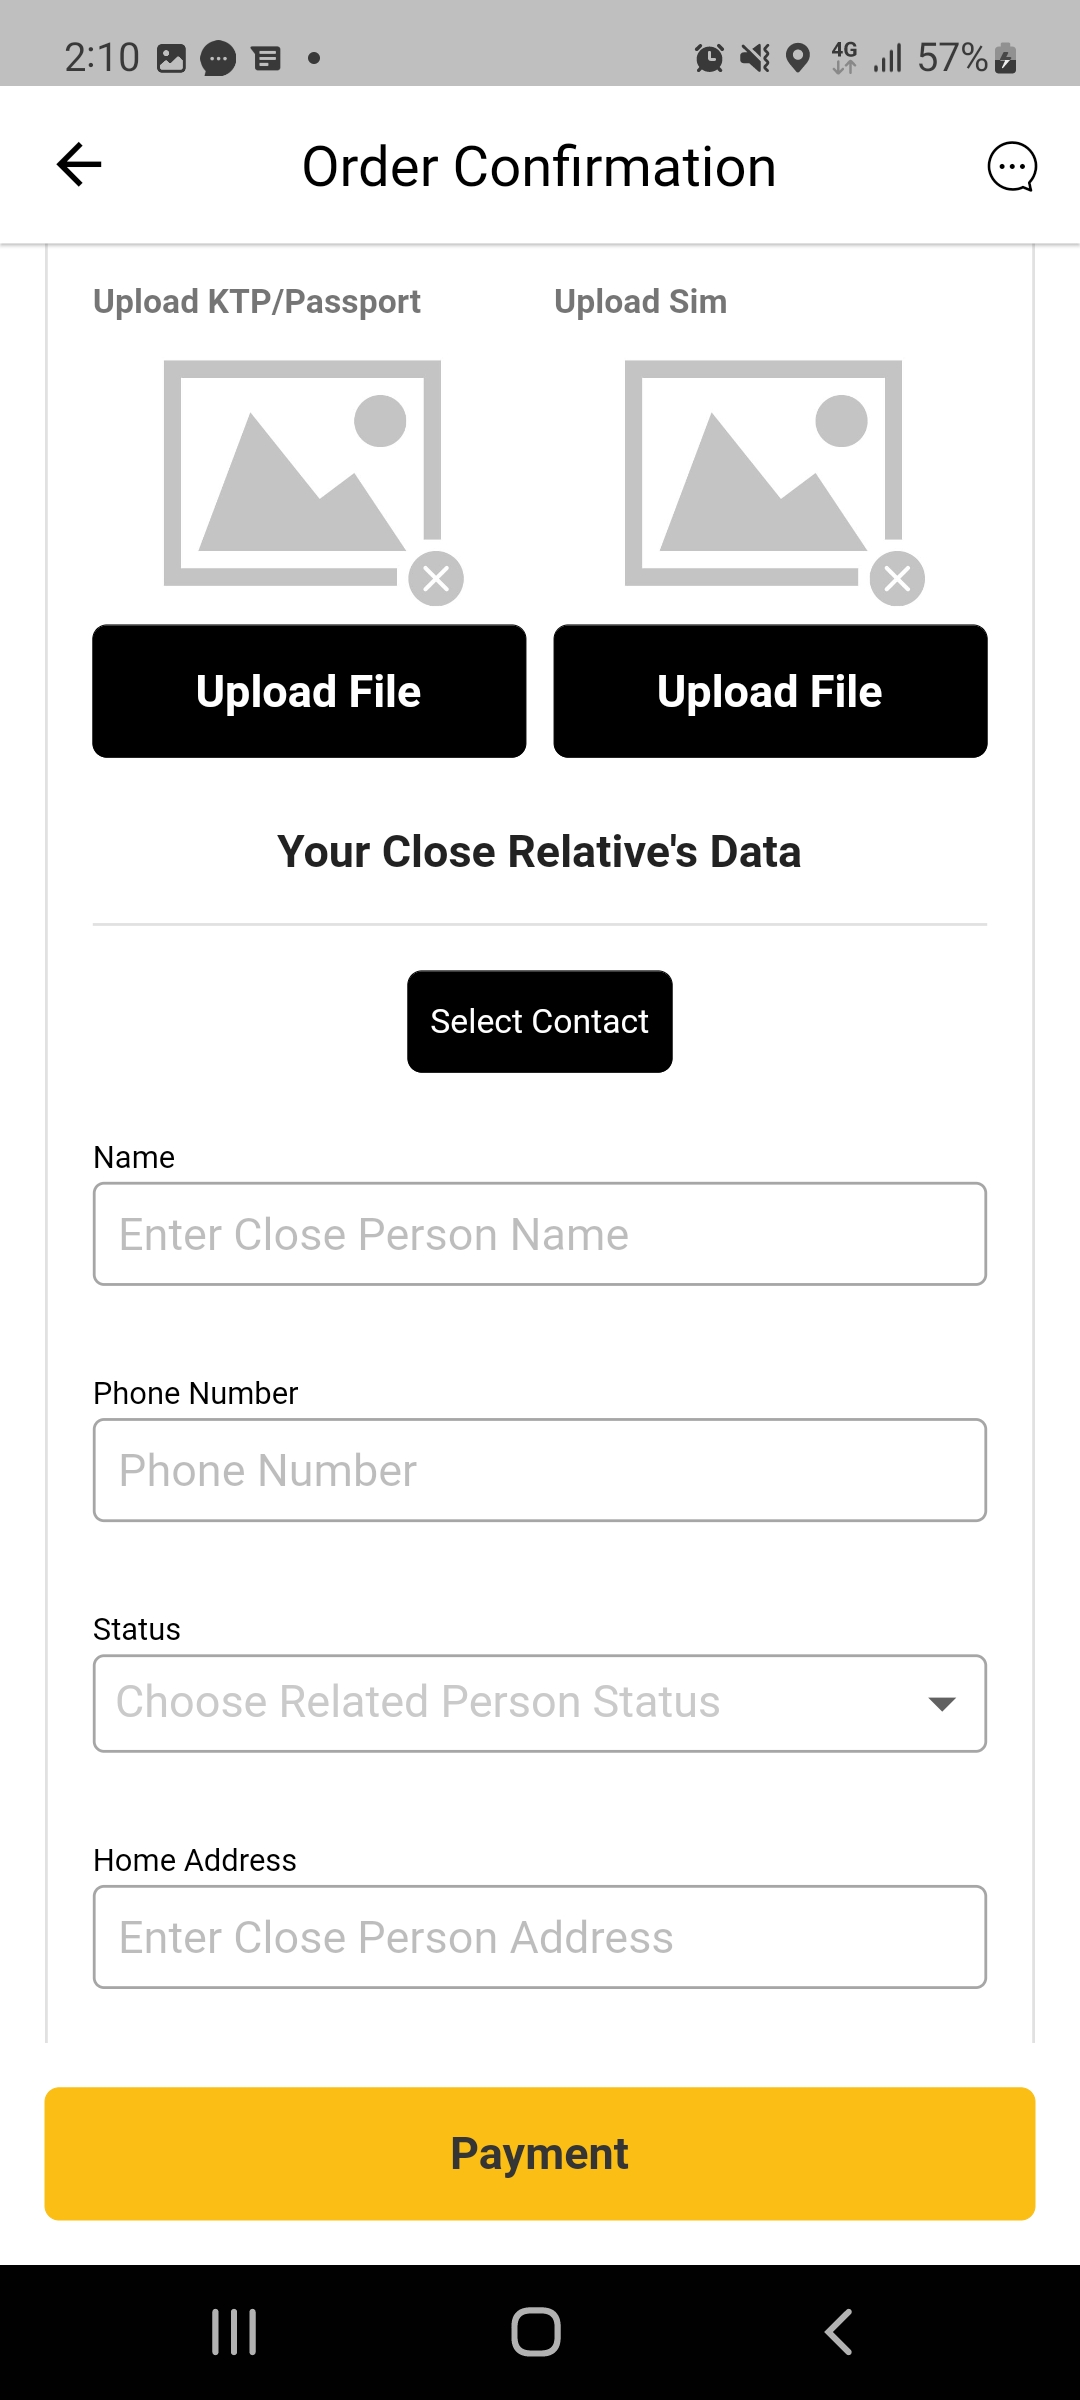 2:10
4G
57%
Order Confirmation
Upload KTP/Passport
Upload Sim
Upload File
Upload File
Your Close Relative's Data
Select Contact
Name
Enter Close Person Name
Phone Number
Phone Number
Status
Choose Related Person Status
Home Address
Enter Close Person Address
Payment